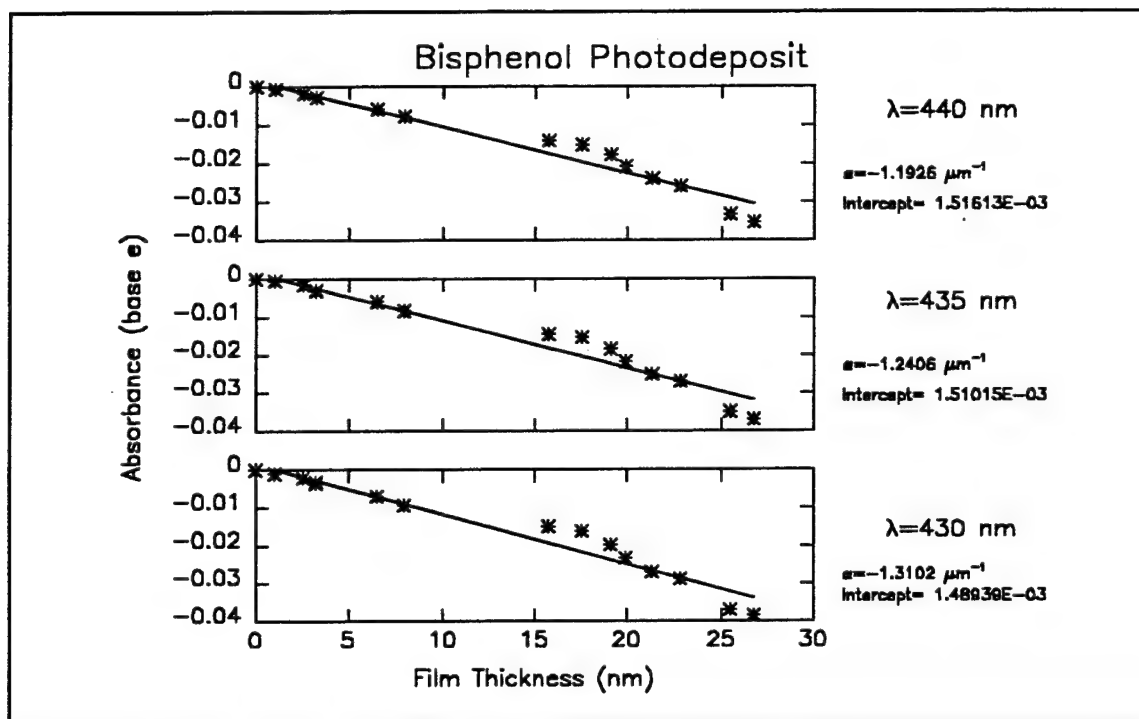 Bisphenol Photodeposit
Absorbance (base e)
0
−0.01
−0.02
−0.03
−0.04
λ=440 nm
α=−1.1926 μm⁻¹
Intercept= 1.51613E−03
0
−0.01
−0.02
−0.03
−0.04
λ=435 nm
α=−1.2406 μm⁻¹
Intercept= 1.51015E−03
0
−0.01
−0.02
−0.03
−0.04
λ=430 nm
α=−1.3102 μm⁻¹
Intercept= 1.48939E−03
0 5 10 15 20 25 30
Film Thickness (nm)